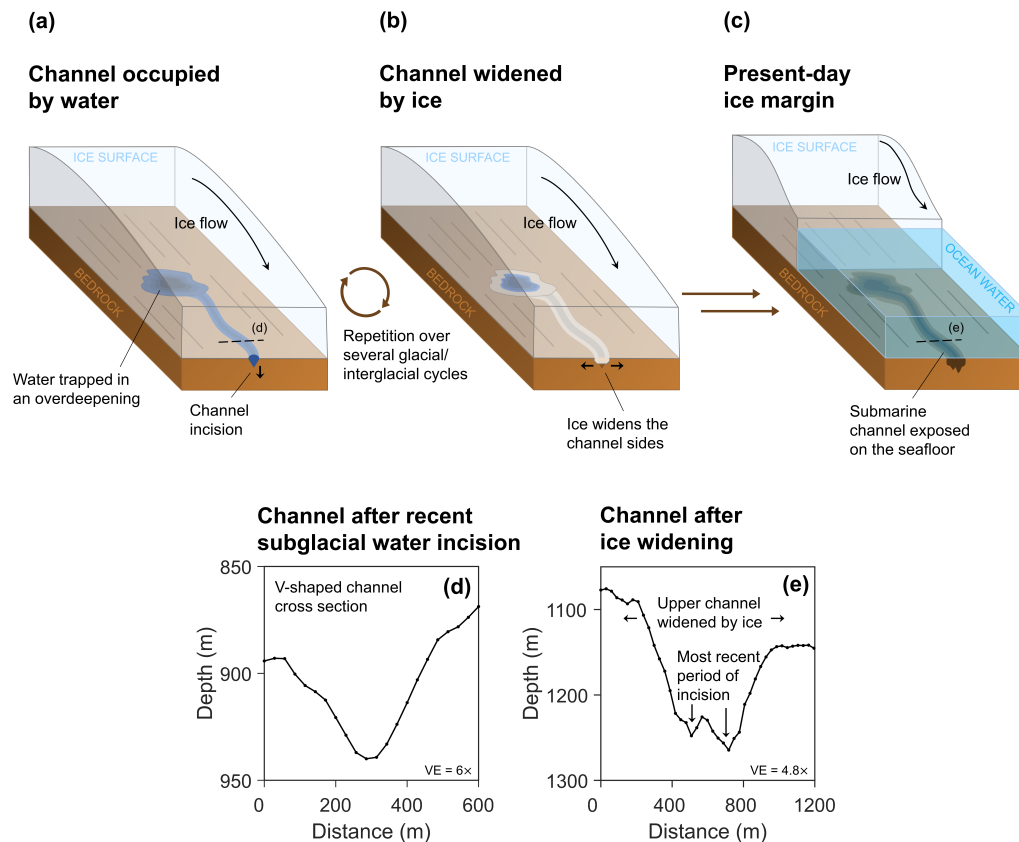 (a)
Channel occupied
by water
ICE SURFACE
Ice flow
BEDROCK
(d)
Water trapped in
an overdeepening
Channel
incision
Repetition over
several glacial/
interglacial cycles
(b)
Channel widened
by ice
ICE SURFACE
Ice flow
BEDROCK
Ice widens the
channel sides
(c)
Present-day
ice margin
ICE SURFACE
Ice flow
OCEAN WATER
BEDROCK
(e)
Submarine
channel exposed
on the seafloor
Channel after recent
subglacial water incision
850
900
950
Depth (m)
V-shaped channel
cross section
(d)
VE = 6×
0 200 400 600
Distance (m)
Channel after
ice widening
1100
1200
1300
Depth (m)
(e)
Upper channel
widened by ice
Most recent
period of
incision
VE = 4.8×
0 400 800 1200
Distance (m)